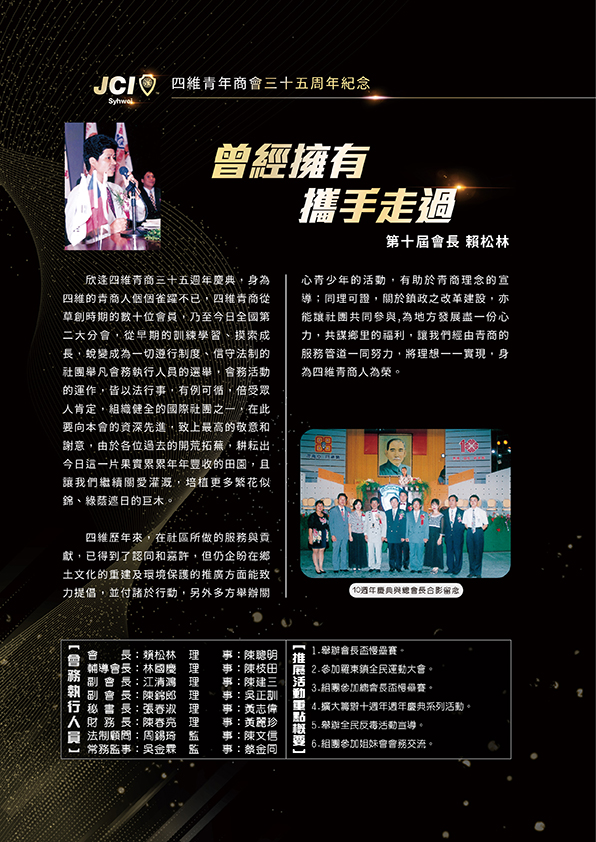 JCI
Syhwei
四維青年商會三十五周年紀念
曾經擁有
攜手走過
第十屆會長 賴松林
欣逢四維青商三十五週年慶典，身為
四維的青商人個個雀躍不已，四維青商從
草創時期的數十位會員，乃至今日全國第
二大分會，從早期的訓練學習、摸索成
長，蛻變成為一切遵行制度、信守法制的
社團舉凡會務執行人員的選舉，會務活動
的運作，皆以法行事，有例可循，倍受眾
人肯定，組織健全的國際社團之一，在此
要向本會的資深先進，致上最高的敬意和
謝意，由於各位過去的開荒拓蕪，耕耘出
今日這一片果實累累年年豐收的田園，且
讓我們繼續關愛灌溉，培植更多繁花似
錦、綠蔭遮日的巨木。
四維歷年來，在社區所做的服務與貢
獻，已得到了認同和嘉許，但仍企盼在鄉
土文化的重建及環境保護的推廣方面能致
力提倡，並付諸於行動，另外多方舉辦關
心青少年的活動，有助於青商理念的宣
導；同理可證，關於鎮政之改革建設，亦
能讓社團共同參與,為地方發展盡一份心
力，共謀鄉里的福利，讓我們經由青商的
服務管道一同努力，將理想一一實現，身
為四維青商人為榮。
10週年慶典與總會長合影留念
【會務執行人員】
會長：賴松林 理事：陳聰明
輔導會長：林國慶 理事：陳枝田
副會長：江清鴻 理事：陳建三
副會長：陳錦郎 理事：吳正訓
秘書長：張春淑 理事：黃志偉
財務長：陳春亮 理事：黃麗珍
法制顧問：周錫琦 監事：陳文信
常務監事：吳金霖 監事：蔡金同
【推展活動重點概要】
1.舉辦會長盃慢壘賽。
2.參加羅東鎮全民運動大會。
3.組團參加總會長盃慢壘賽。
4.擴大籌辦十週年週年慶典系列活動。
5.舉辦全民反毒活動宣導。
6.組團參加姐妹會會務交流。